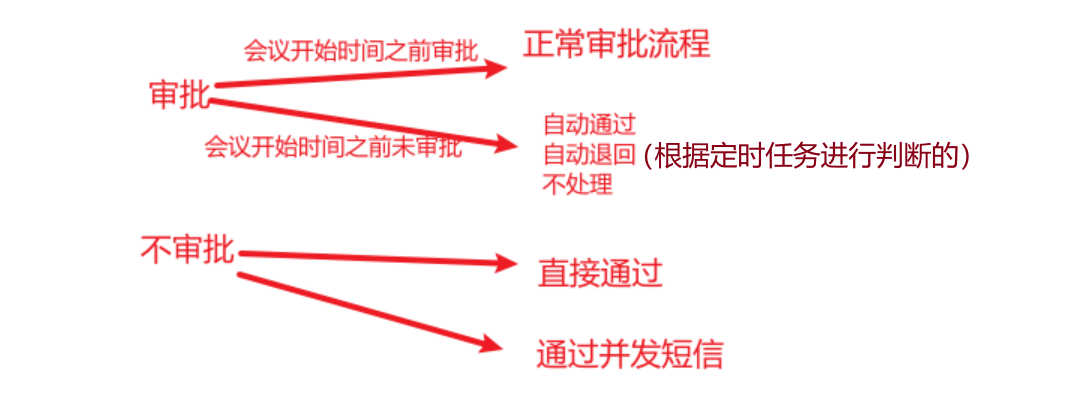 会议开始时间之前审批
正常审批流程
审批
会议开始时间之前未审批
自动通过
自动退回(根据定时任务进行判断的)
不处理
不审批
直接通过
通过并发短信